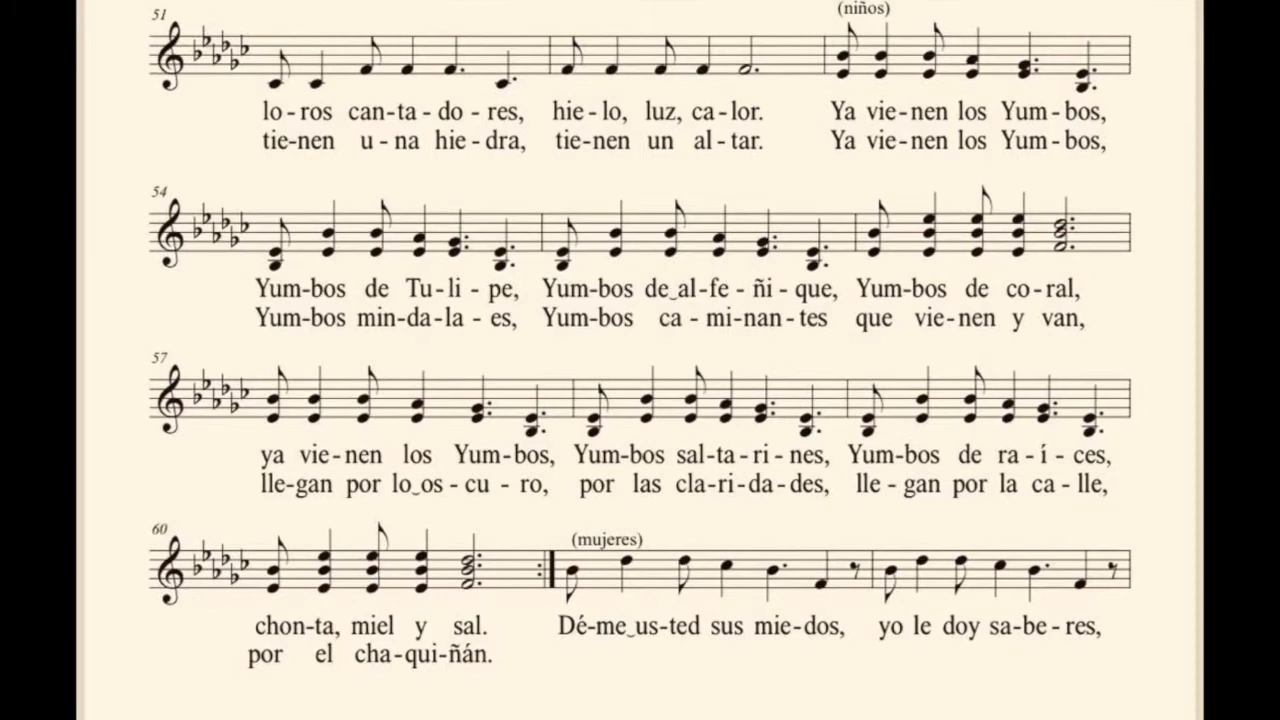 51
(niños)
lo-ros can-ta-do-res, hie-lo, luz, ca-lor. Ya vie-nen los Yum-bos,
tie-nen u-na hie-dra, tie-nen un al-tar. Ya vie-nen los Yum-bos,
54
Yum-bos de Tu-li-pe, Yum-bos de‿al-fe-ñi-que, Yum-bos de co-ral,
Yum-bos min-da-la-es, Yum-bos ca-mi-nan-tes que vie-nen y van,
57
ya vie-nen los Yum-bos, Yum-bos sal-ta-ri-nes, Yum-bos de ra-í-ces,
lle-gan por lo‿os-cu-ro, por las cla-ri-da-des, lle-gan por la ca-lle,
60
(mujeres)
chon-ta, miel y sal. Dé-me‿us-ted sus mie-dos, yo le doy sa-be-res,
por el cha-qui-ñán.